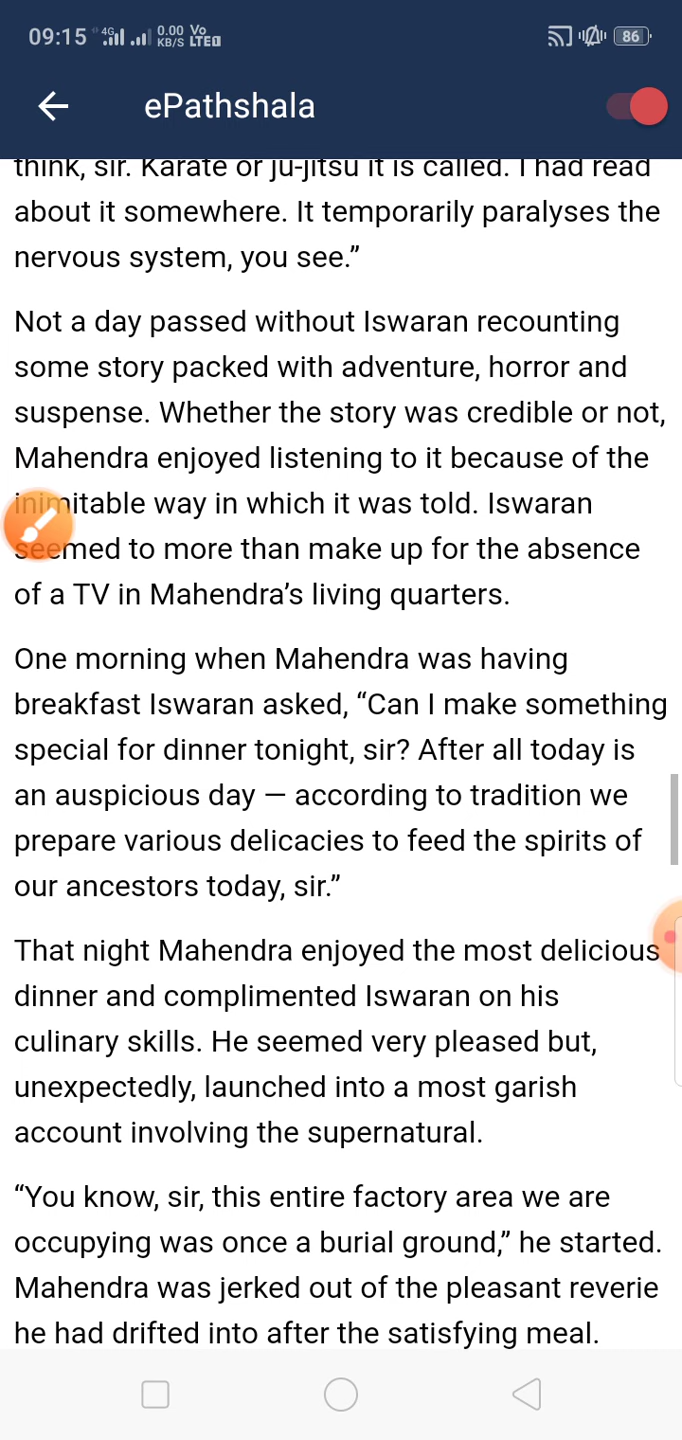 09:15 4G 0.00 KB/S Vo LTE 86
ePathshala
think, sir. Karate or ju-jitsu it is called. I had read
about it somewhere. It temporarily paralyses the
nervous system, you see.”
Not a day passed without Iswaran recounting
some story packed with adventure, horror and
suspense. Whether the story was credible or not,
Mahendra enjoyed listening to it because of the
inimitable way in which it was told. Iswaran
seemed to more than make up for the absence
of a TV in Mahendra’s living quarters.
One morning when Mahendra was having
breakfast Iswaran asked, “Can I make something
special for dinner tonight, sir? After all today is
an auspicious day — according to tradition we
prepare various delicacies to feed the spirits of
our ancestors today, sir.”
That night Mahendra enjoyed the most delicious
dinner and complimented Iswaran on his
culinary skills. He seemed very pleased but,
unexpectedly, launched into a most garish
account involving the supernatural.
“You know, sir, this entire factory area we are
occupying was once a burial ground,” he started.
Mahendra was jerked out of the pleasant reverie
he had drifted into after the satisfying meal.